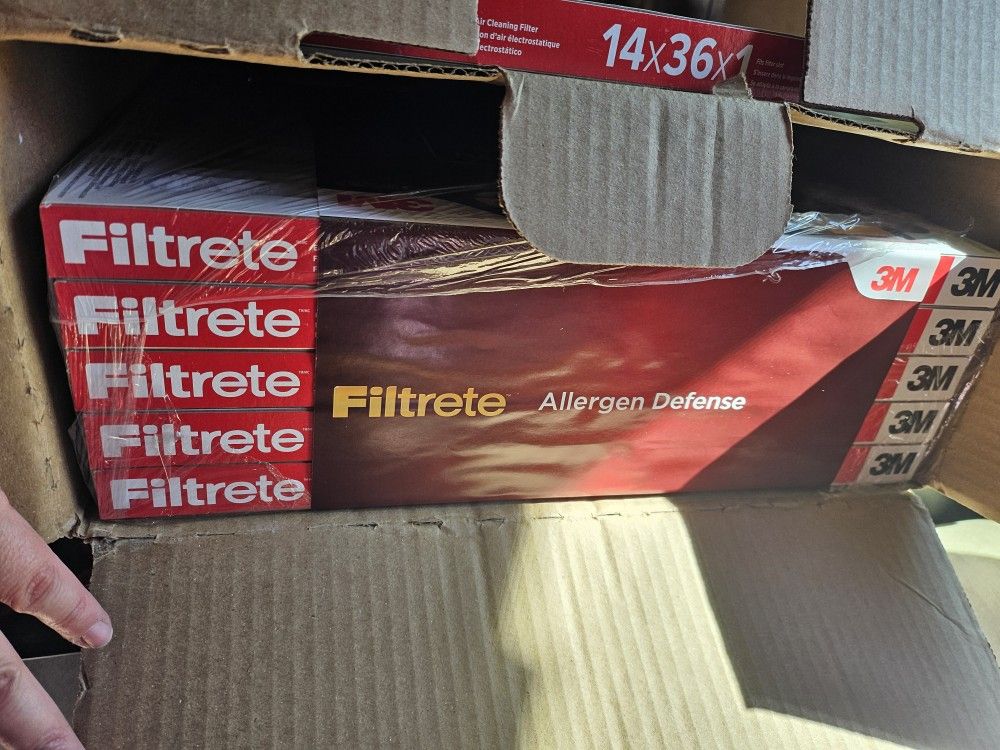 Air Cleaning Filter
on d'air électrostatique
ectrostático
14x36x1
Filtrete
Filtrete
Filtrete
Filtrete
Filtrete
Filtrete Allergen Defense
3M
3M
3M
3M
3M
3M